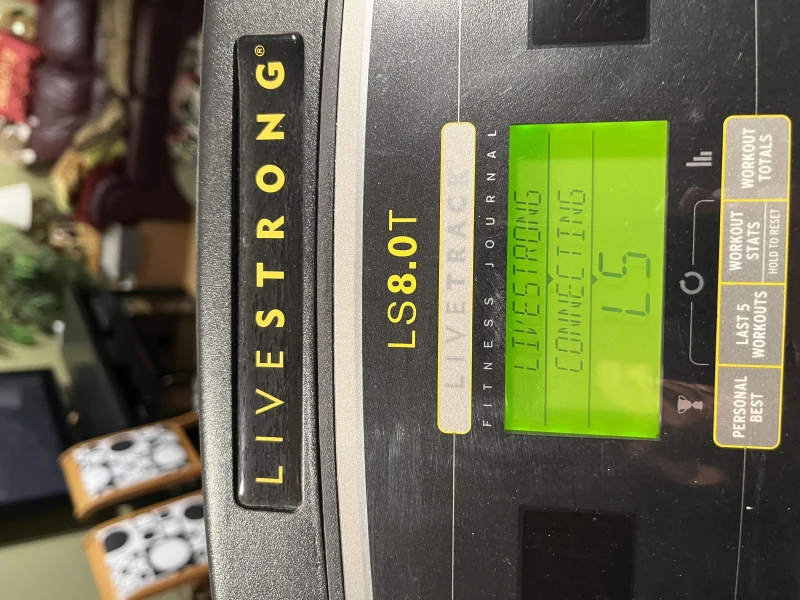 LIVESTRONG®
LS8.0T
LIVETRACK™
FITNESS JOURNAL
LIVESTRONG
CONNECTING
LS
PERSONAL
BEST
LAST 5
WORKOUTS
WORKOUT
STATS
HOLD TO RESET
WORKOUT
TOTALS